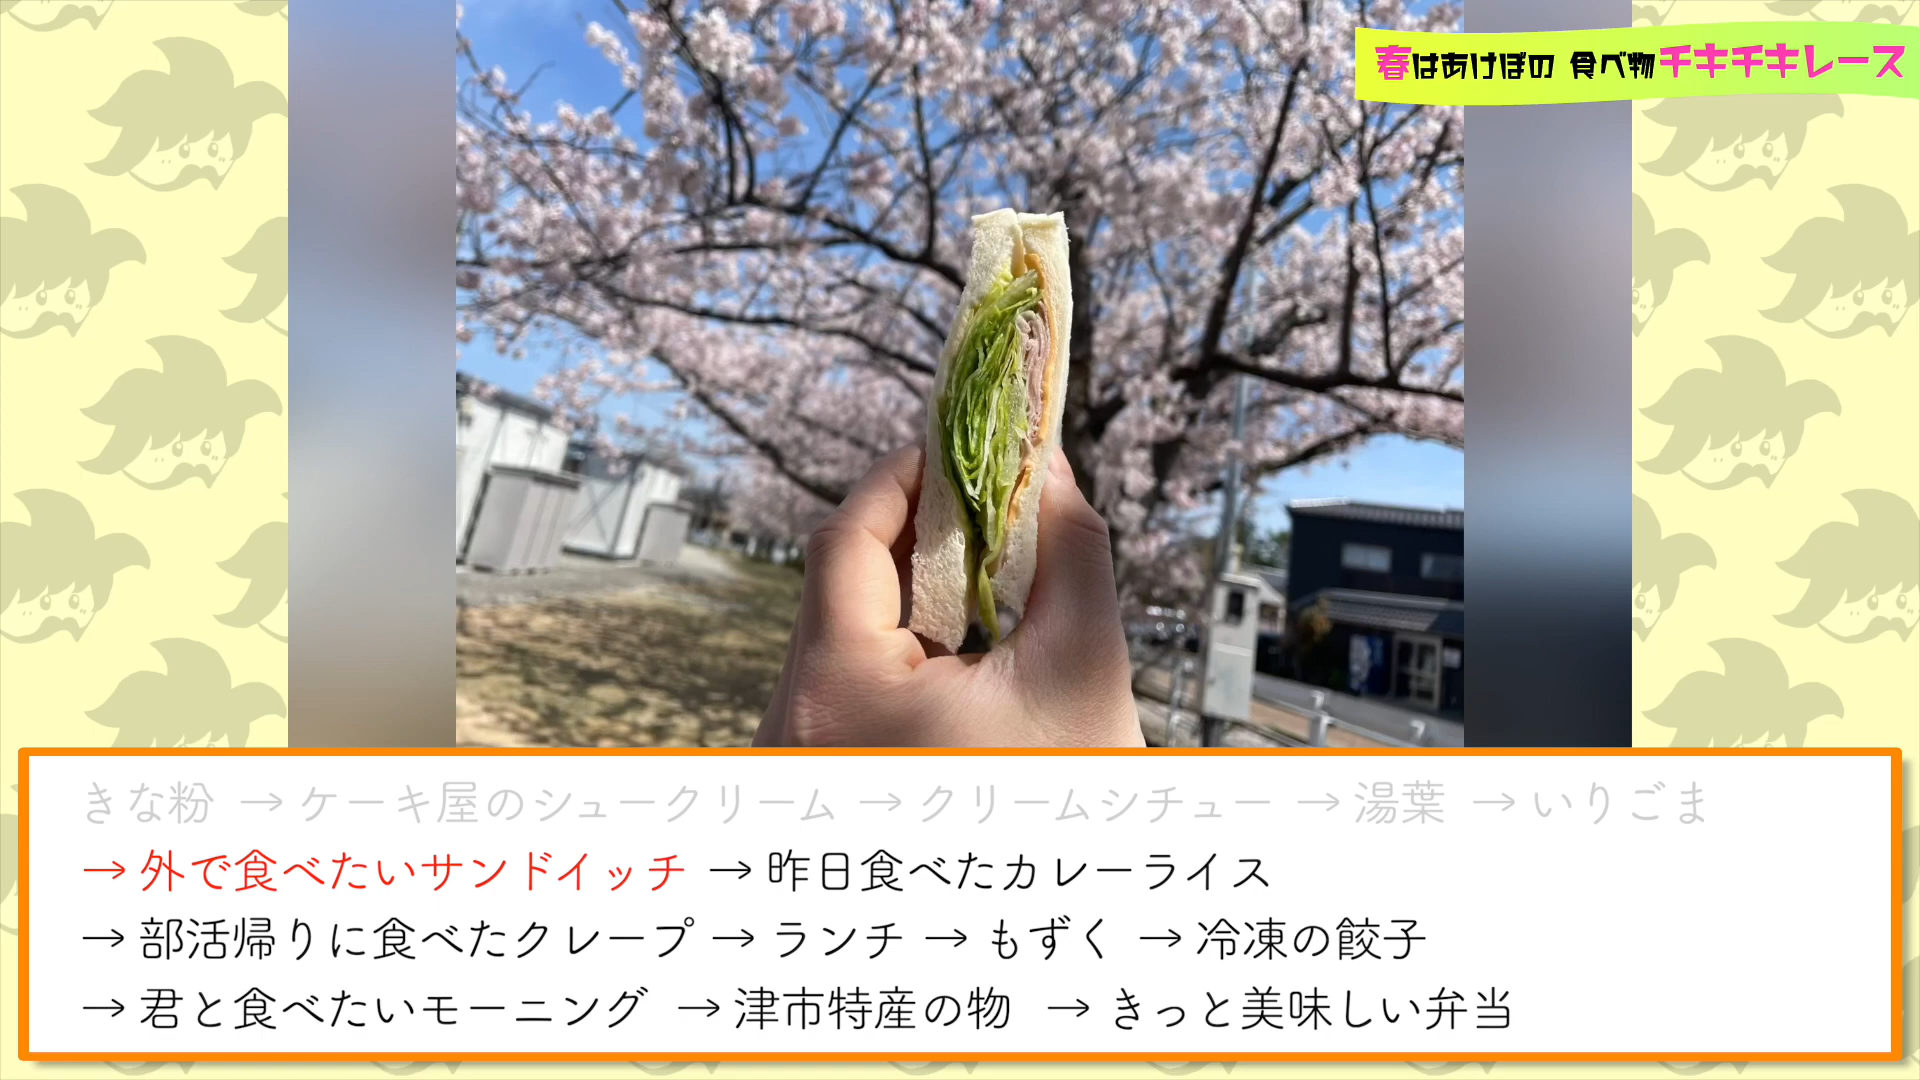 春はあけぼの 食べ物チキチキレース
きな粉 → ケーキ屋のシュークリーム → クリームシチュー → 湯葉 → いりごま
→ 外で食べたいサンドイッチ → 昨日食べたカレーライス
→ 部活帰りに食べたクレープ → ランチ → もずく → 冷凍の餃子
→ 君と食べたいモーニング → 津市特産の物 → きっと美味しい弁当